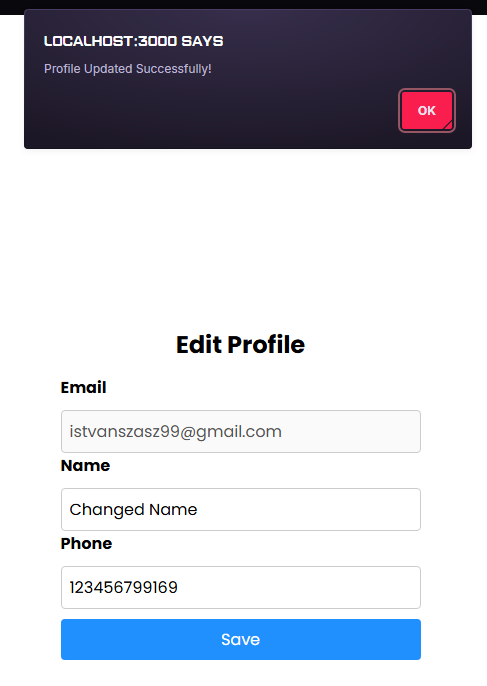 LOCALHOST:3000 SAYS
Profile Updated Successfully!
OK
Edit Profile
Email
istvanszasz99@gmail.com
Name
Changed Name
Phone
123456799169
Save